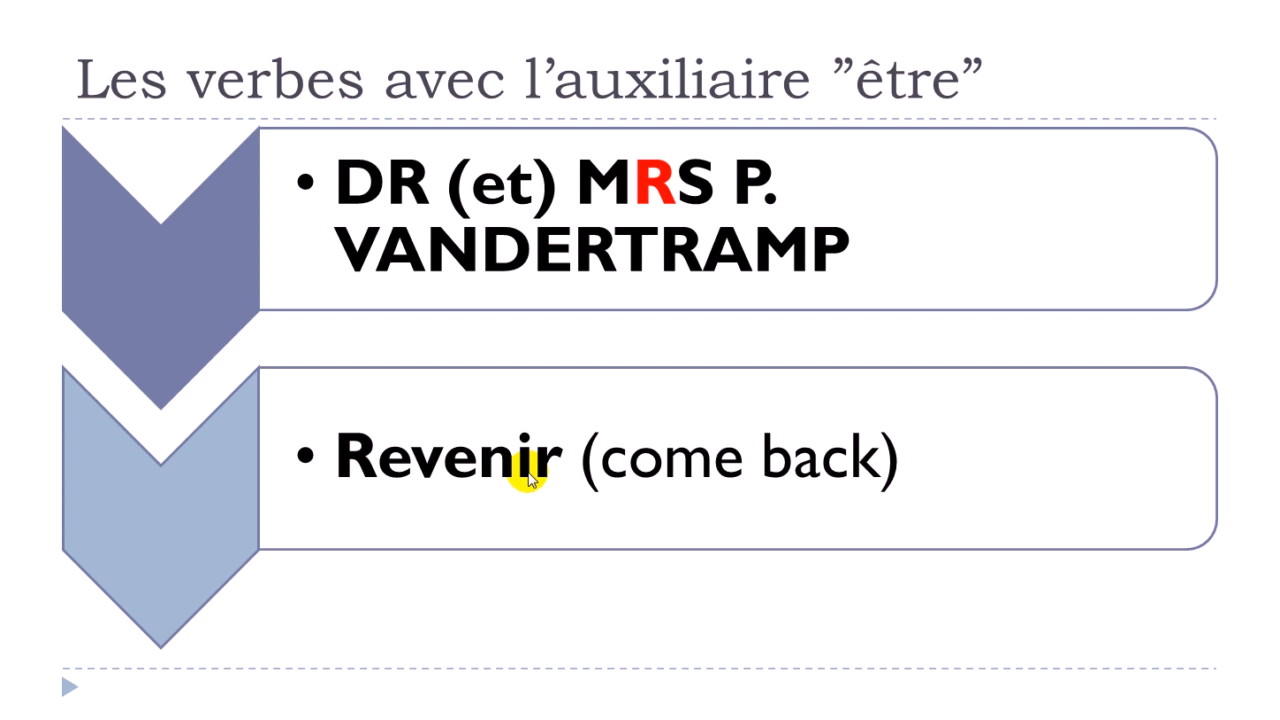 Les verbes avec l’auxiliaire ”être”
• DR (et) MRS P.
VANDERTRAMP
• Revenir (come back)